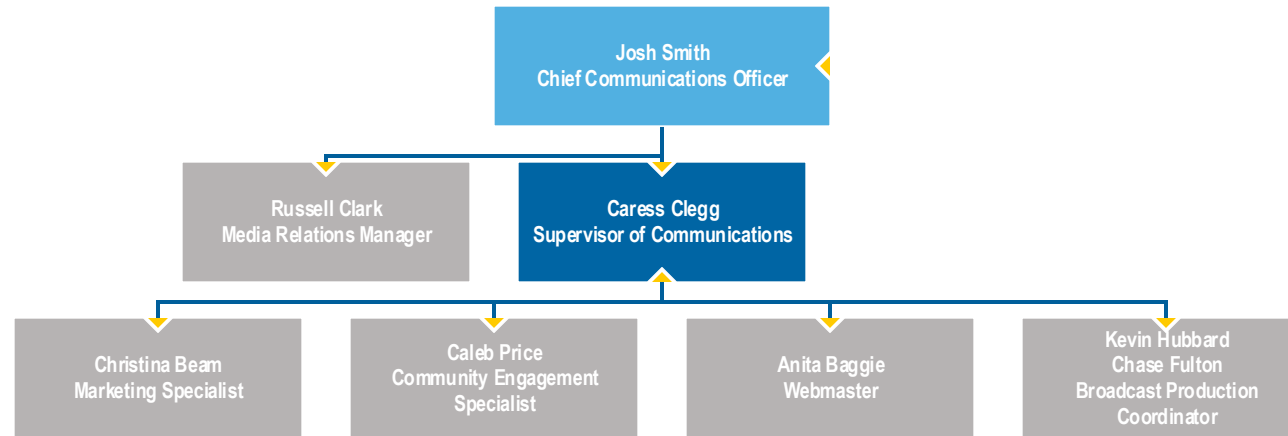 Josh Smith
Chief Communications Officer
Russell Clark
Media Relations Manager
Caress Clegg
Supervisor of Communications
Christina Beam
Marketing Specialist
Caleb Price
Community Engagement
Specialist
Anita Baggie
Webmaster
Kevin Hubbard
Chase Fulton
Broadcast Production
Coordinator